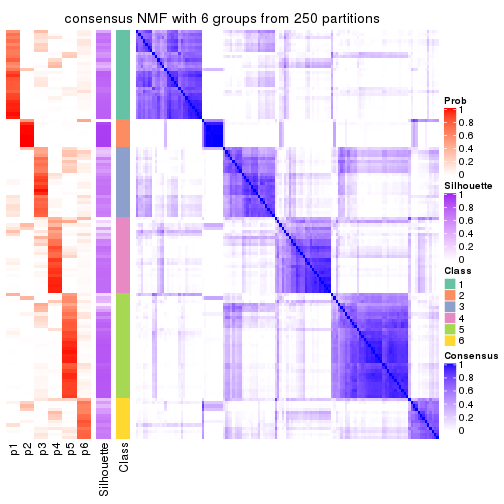 consensus NMF with 6 groups from 250 partitions
Prob
1
0.8
0.6
0.4
0.2
0
Silhouette
1
0.8
0.6
0.4
0.2
0
Class
1
2
3
4
5
6
Consensus
1
0.8
0.6
0.4
0.2
0
p1
p2
p3
p4
p5
p6
Silhouette
Class